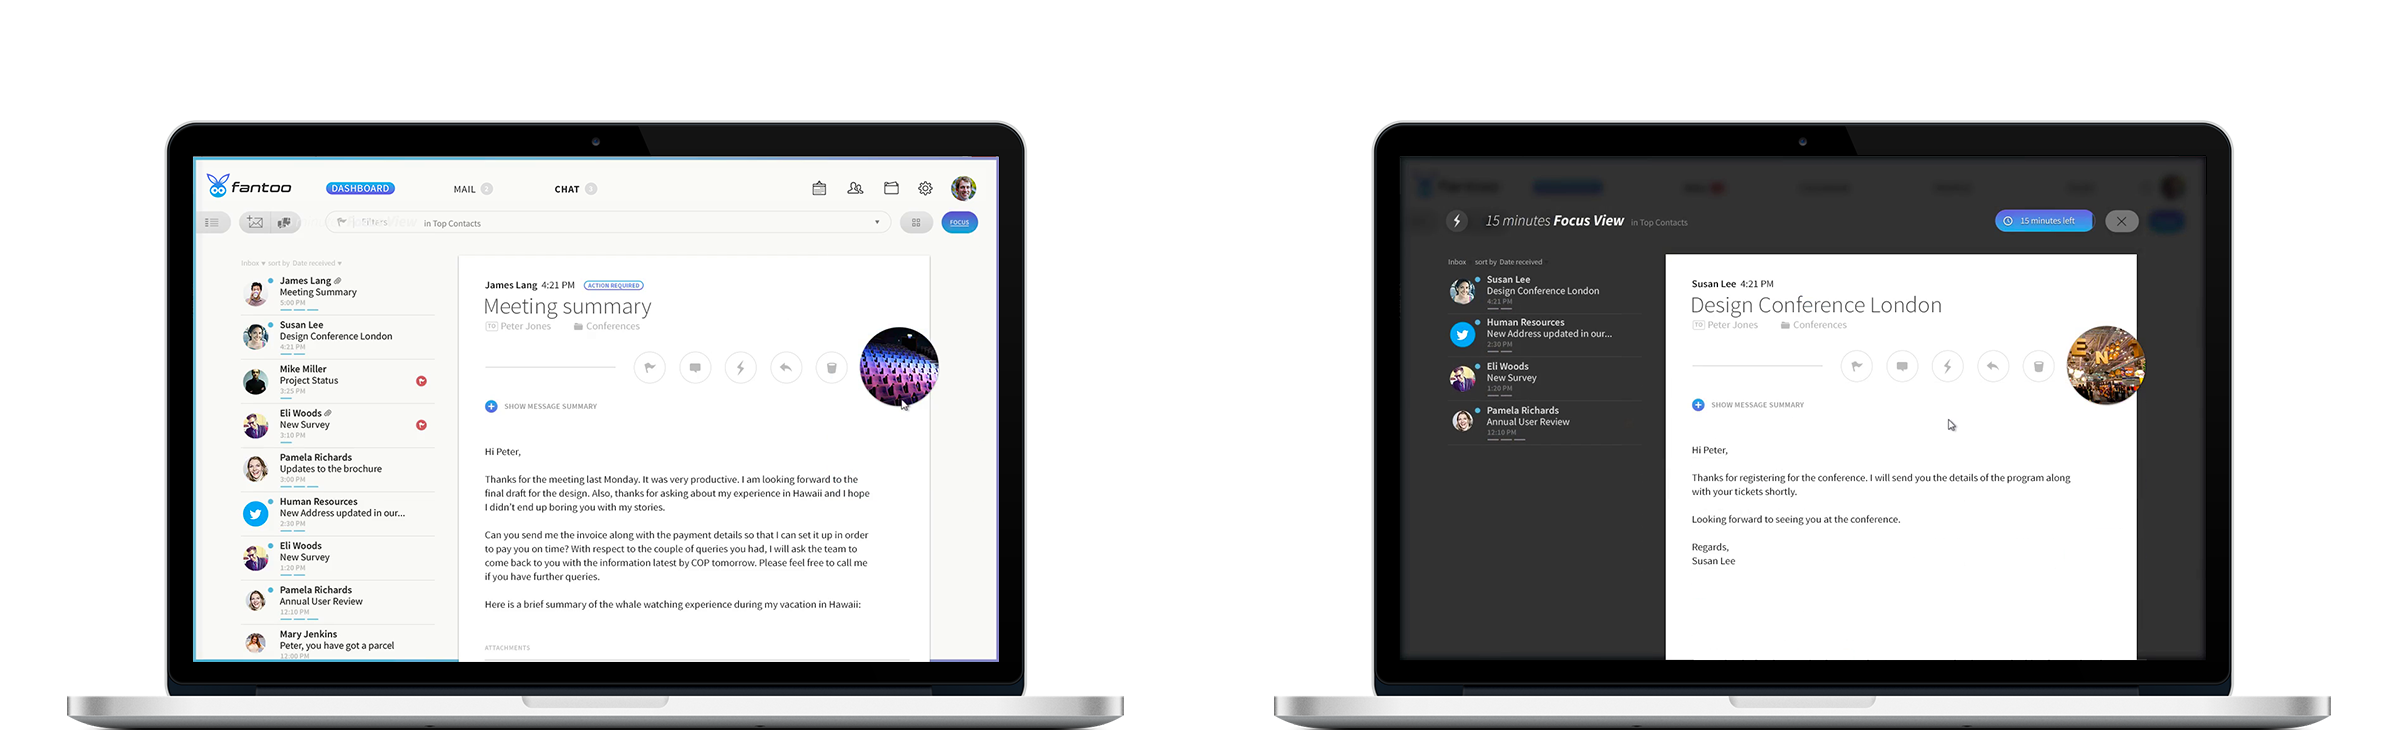 fantoo
DASHBOARD
MAIL 2
CHAT 3
Filters
in Top Contacts
FOCUS
Inbox ▾ sort by Date received ▾
James Lang
Meeting Summary
5:00 PM
Susan Lee
Design Conference London
4:21 PM
Mike Miller
Project Status
3:25 PM
Eli Woods
New Survey
3:10 PM
Pamela Richards
Updates to the brochure
3:00 PM
Human Resources
New Address updated in our...
2:30 PM
Eli Woods
New Survey
1:20 PM
Pamela Richards
Annual User Review
12:10 PM
Mary Jenkins
Peter, you have got a parcel
12:00 PM
James Lang 4:21 PM ACTION REQUIRED
Meeting summary
TO Peter Jones Conferences
SHOW MESSAGE SUMMARY
Hi Peter,
Thanks for the meeting last Monday. It was very productive. I am looking forward to the
final draft for the design. Also, thanks for asking about my experience in Hawaii and I hope
I didn't end up boring you with my stories.
Can you send me the invoice along with the payment details so that I can set it up in order
to pay you on time? With respect to the couple of queries you had, I will ask the team to
come back to you with the information latest by COP tomorrow. Please feel free to call me
if you have further queries.
Here is a brief summary of the whale watching experience during my vacation in Hawaii:
ATTACHMENTS
15 minutes Focus View in Top Contacts
15 minutes left
Inbox sort by Date received
Susan Lee
Design Conference London
4:21 PM
Human Resources
New Address updated in our...
2:30 PM
Eli Woods
New Survey
1:20 PM
Pamela Richards
Annual User Review
12:10 PM
Susan Lee 4:21 PM
Design Conference London
TO Peter Jones Conferences
SHOW MESSAGE SUMMARY
Hi Peter,
Thanks for registering for the conference. I will send you the details of the program along
with your tickets shortly.
Looking forward to seeing you at the conference.
Regards,
Susan Lee